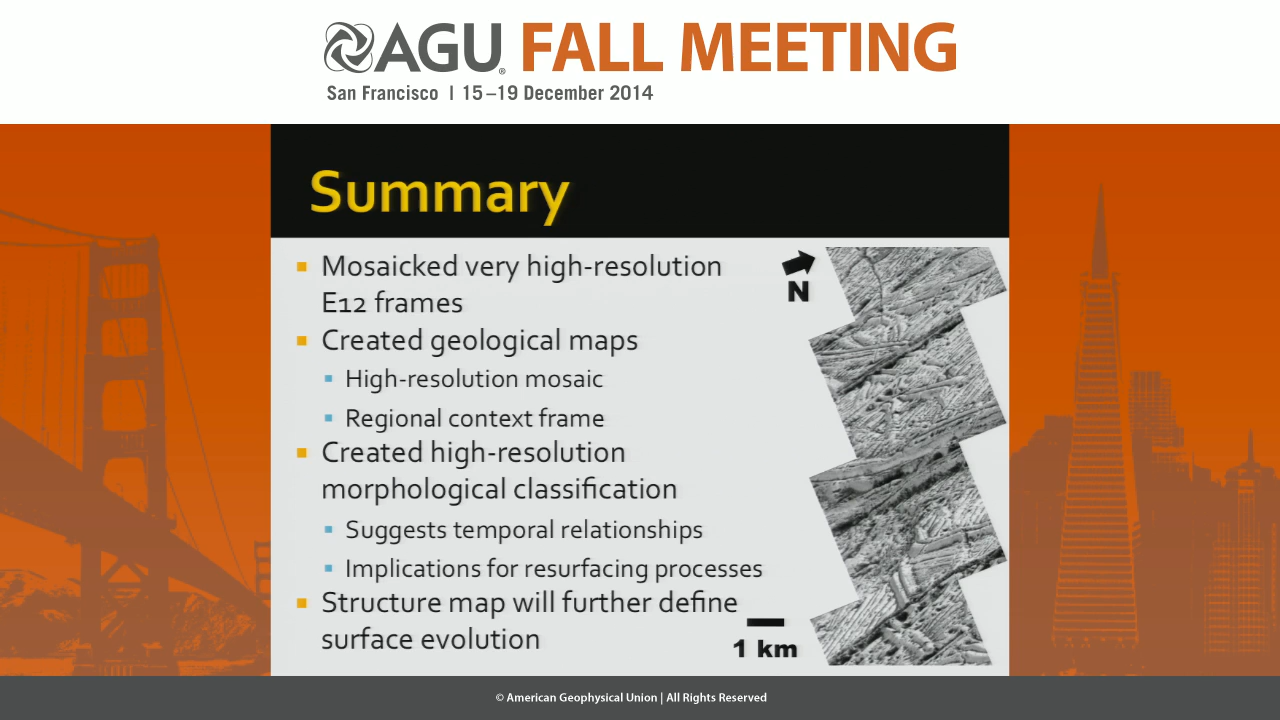 AGU® FALL MEETING
San Francisco | 15–19 December 2014
Summary
Mosaicked very high-resolution
E12 frames
Created geological maps
High-resolution mosaic
Regional context frame
Created high-resolution
morphological classification
Suggests temporal relationships
Implications for resurfacing processes
Structure map will further define
surface evolution
N
1 km
© American Geophysical Union | All Rights Reserved